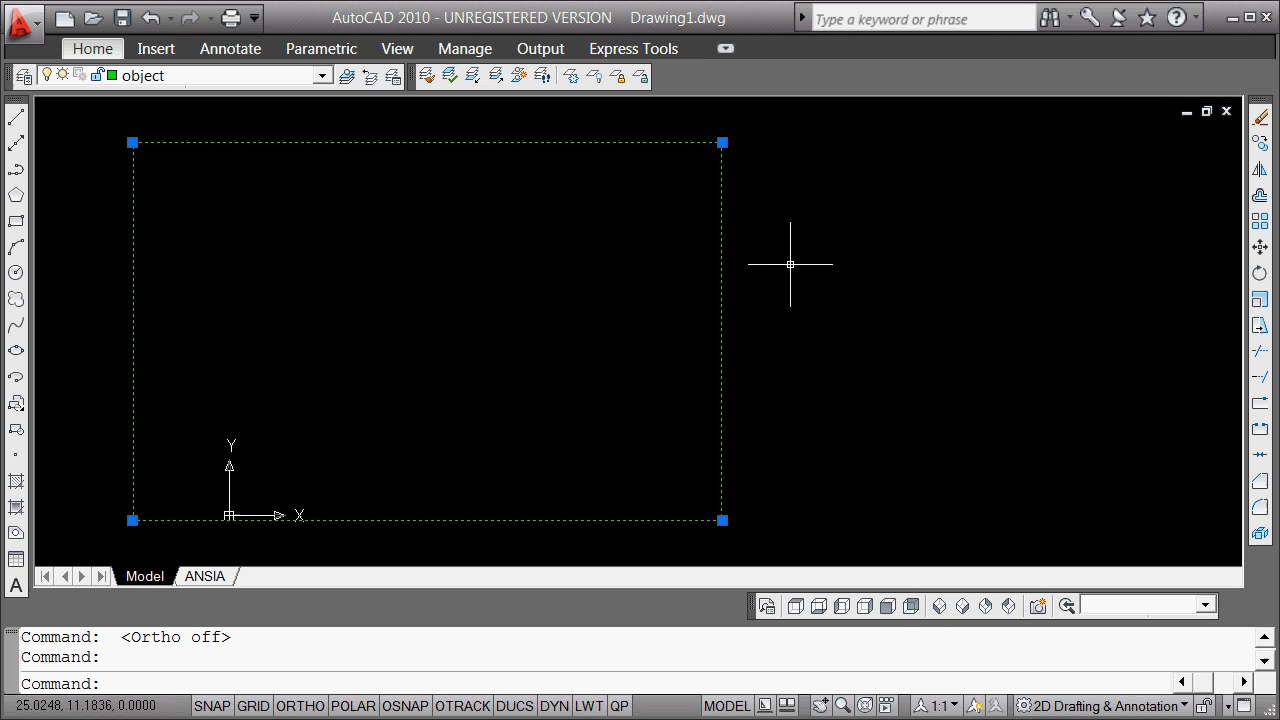 AutoCAD 2010 - UNREGISTERED VERSION Drawing1.dwg
Type a keyword or phrase
Home Insert Annotate Parametric View Manage Output Express Tools
object
Y
X
Model ANSIA
Command: <Ortho off>
Command:
Command:
25.0248, 11.1836, 0.0000 SNAP GRID ORTHO POLAR OSNAP OTRACK DUCS DYN LWT QP MODEL 1:1 2D Drafting & Annotation